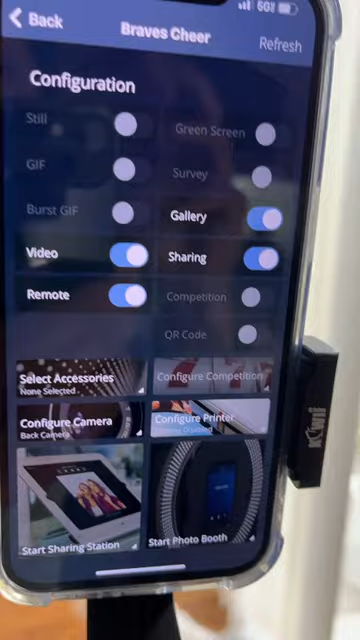 5G
Back
Braves Cheer
Refresh
Configuration
Still
Green Screen
GIF
Survey
Burst GIF
Gallery
Video
Sharing
Remote
Competition
QR Code
Select Accessories
None Selected
Configure Competition
Configure Camera
Back Camera
Configure Printer
Disabled
Start Sharing Station
Start Photo Booth